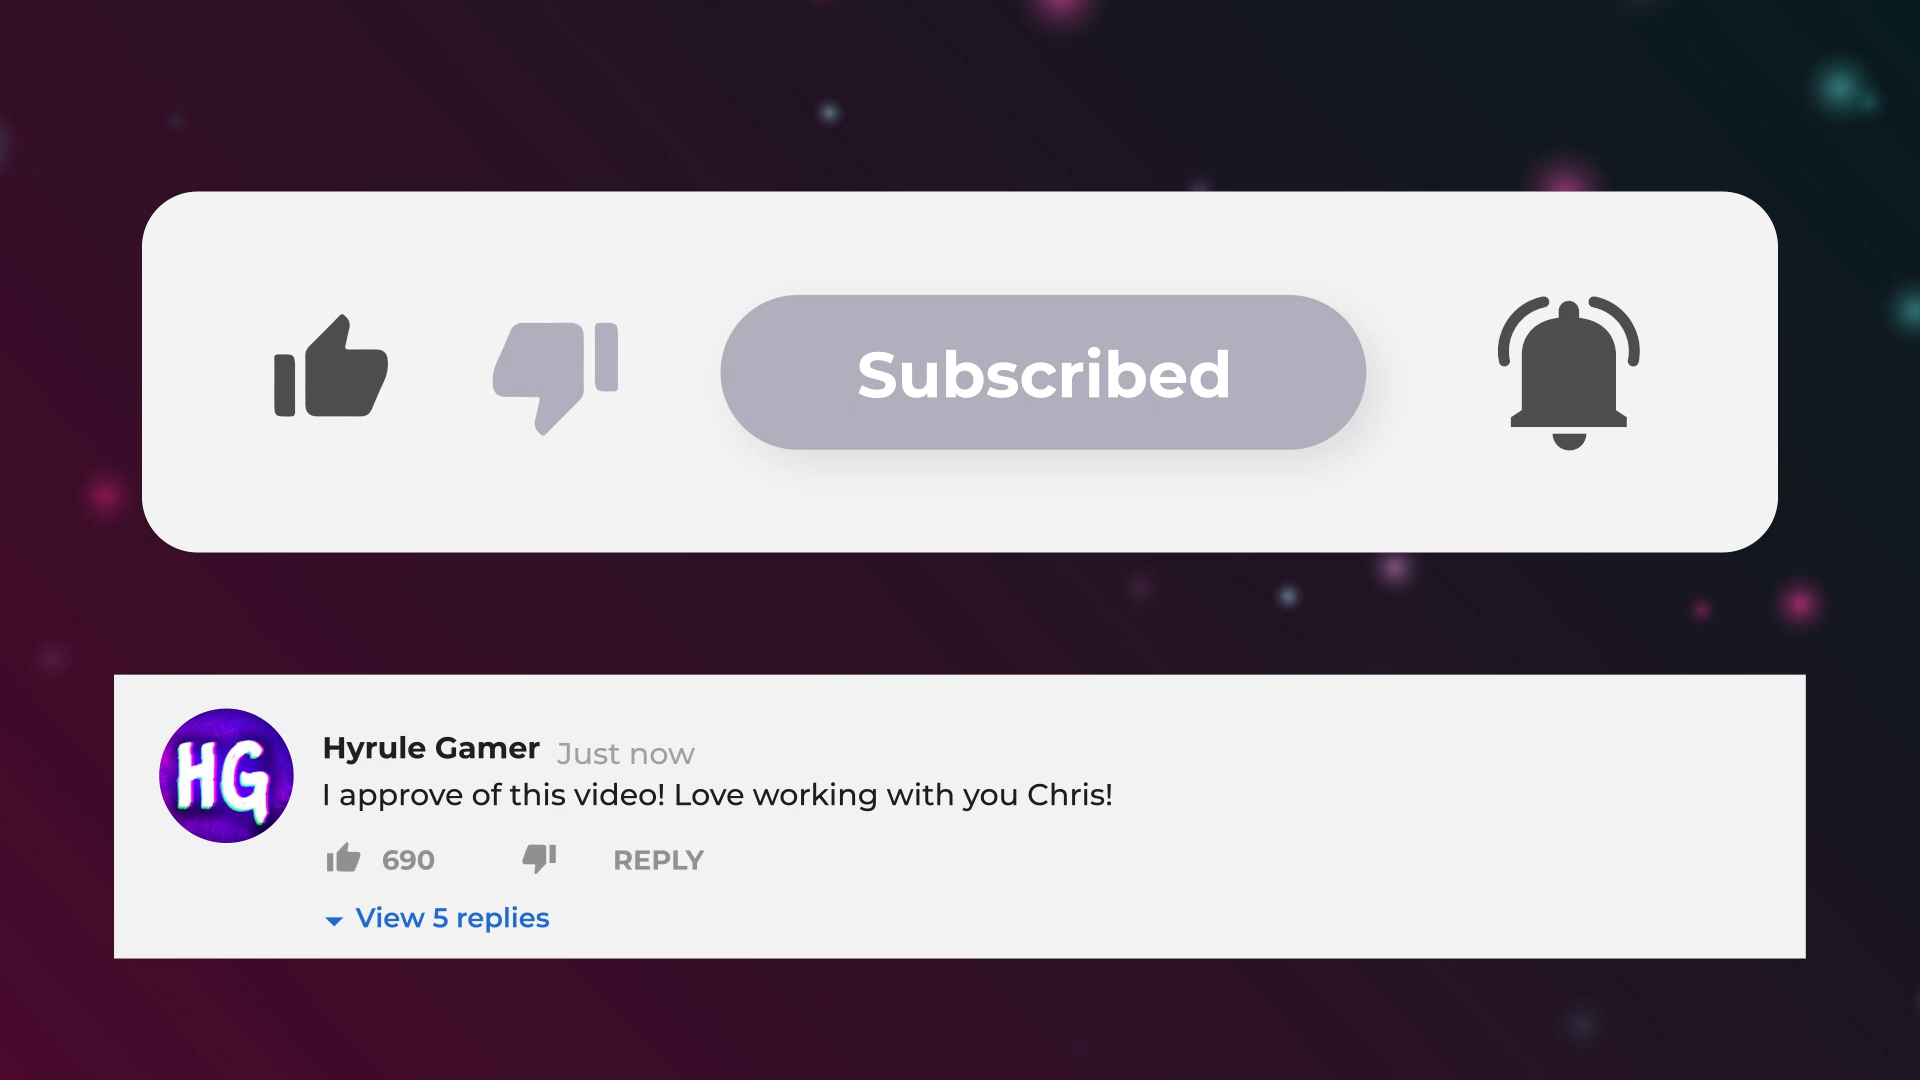 Subscribed
HG
Hyrule Gamer Just now
I approve of this video! Love working with you Chris!
690 REPLY
View 5 replies